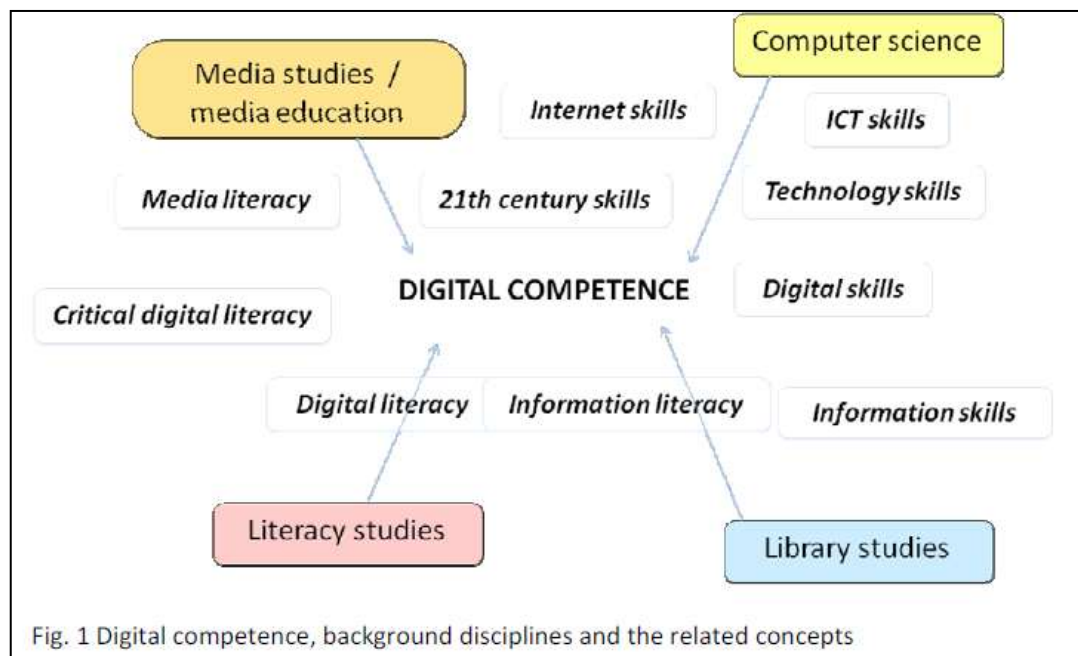 Computer science
Media studies /
media education
Internet skills
ICT skills
Media literacy
21th century skills
Technology skills
DIGITAL COMPETENCE
Digital skills
Critical digital literacy
Digital literacy
Information literacy
Information skills
Literacy studies
Library studies
Fig. 1 Digital competence, background disciplines and the related concepts